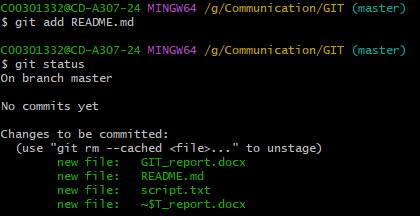 C00301332@CD-A307-24 MINGW64 /g/Communication/GIT (master)
$ git add README.md

C00301332@CD-A307-24 MINGW64 /g/Communication/GIT (master)
$ git status
On branch master

No commits yet

Changes to be committed:
  (use "git rm --cached <file>..." to unstage)
        new file:   GIT_report.docx
        new file:   README.md
        new file:   script.txt
        new file:   ~$T_report.docx